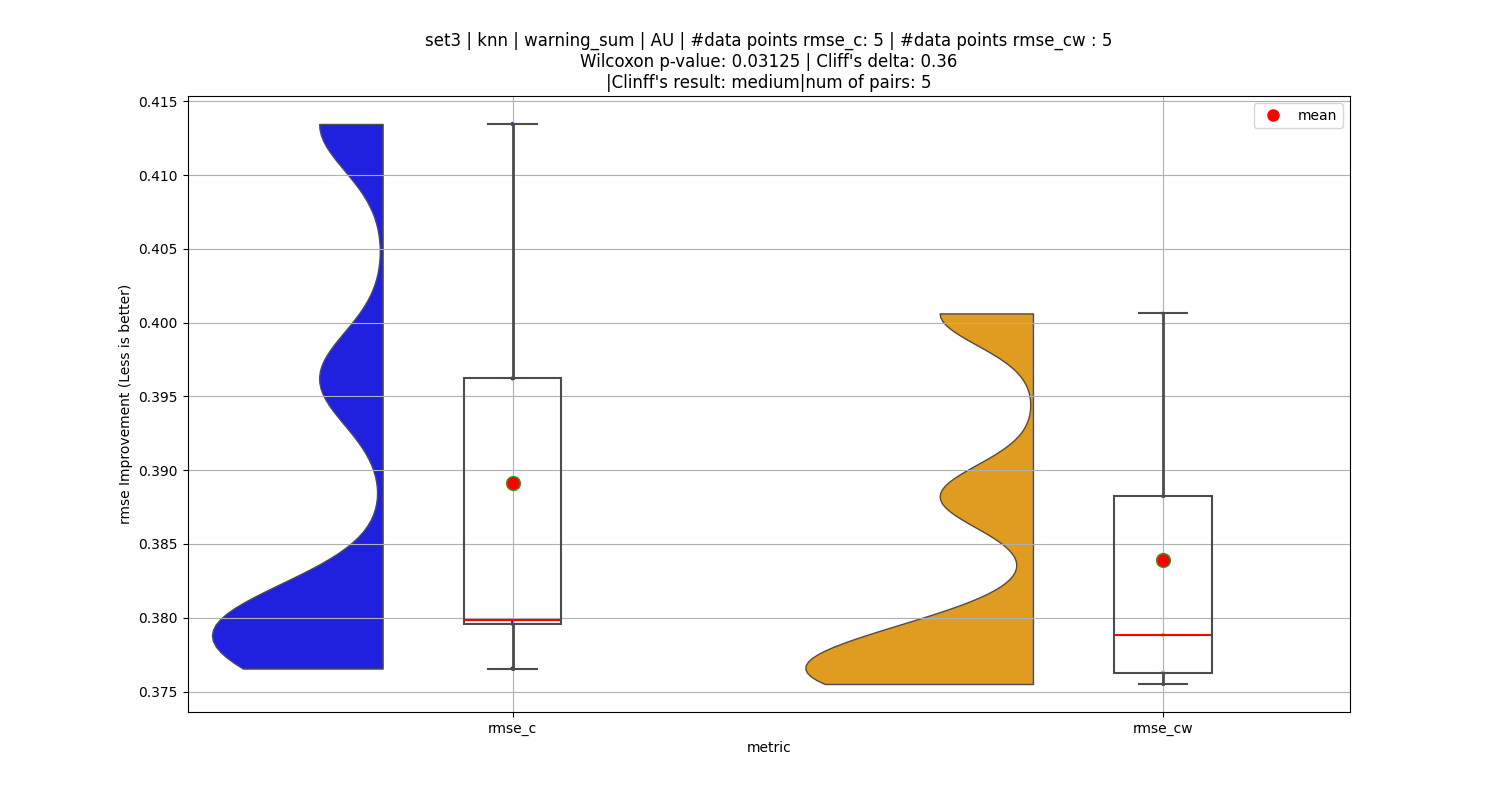 set3 | knn | warning_sum | AU | #data points rmse_c: 5 | #data points rmse_cw : 5
Wilcoxon p-value: 0.03125 | Cliff's delta: 0.36
|Clinff's result: medium|num of pairs: 5
mean
0.415
0.410
0.405
0.400
0.395
0.390
0.385
0.380
0.375
rmse Improvement (Less is better)
rmse_c
rmse_cw
metric